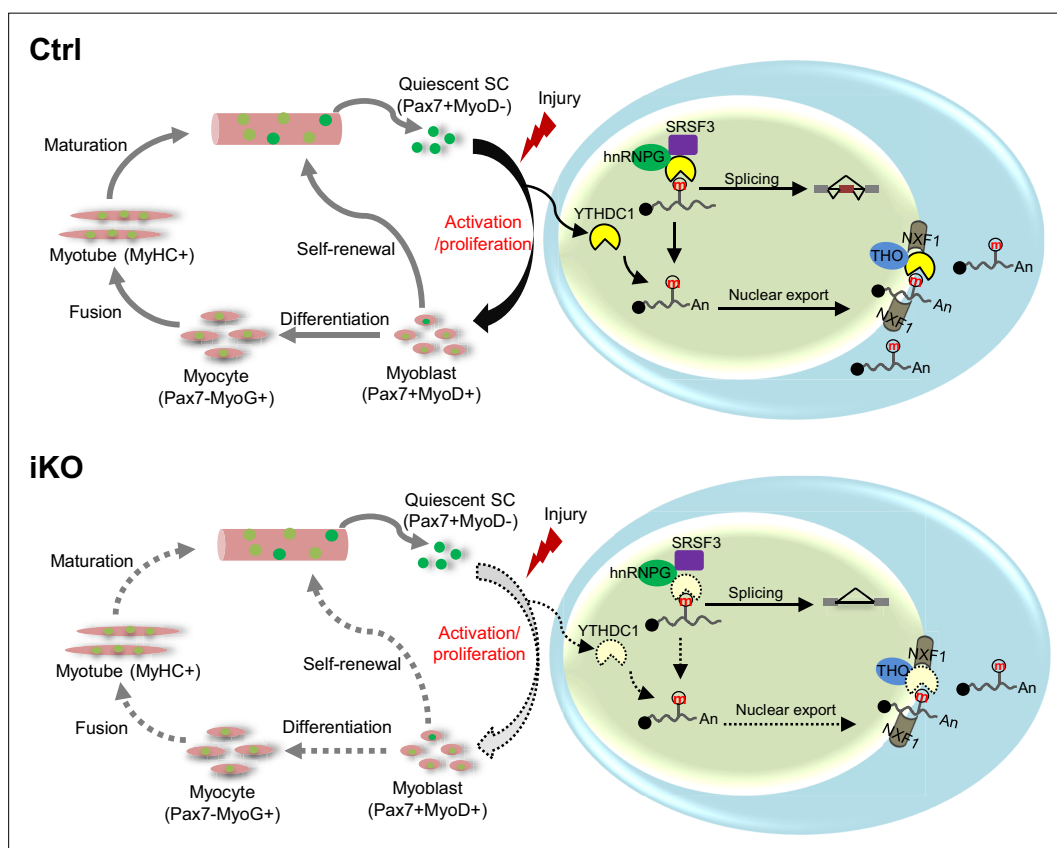 Ctrl
Quiescent SC
(Pax7+MyoD-)
Injury
Maturation
Activation
/proliferation
Self-renewal
Myotube (MyHC+)
Fusion
Differentiation
Myocyte
(Pax7-MyoG+)
Myoblast
(Pax7+MyoD+)
SRSF3
hnRNPG
m
Splicing
YTHDC1
m
An
Nuclear export
NXF1
THO
m
An
NXF1
m
An
m
An
iKO
Quiescent SC
(Pax7+MyoD-)
Injury
Maturation
Activation/
proliferation
Self-renewal
Myotube (MyHC+)
Fusion
Differentiation
Myocyte
(Pax7-MyoG+)
Myoblast
(Pax7+MyoD+)
SRSF3
hnRNPG
m
Splicing
YTHDC1
m
An
Nuclear export
NXF1
THO
m
An
NXF1
m
An